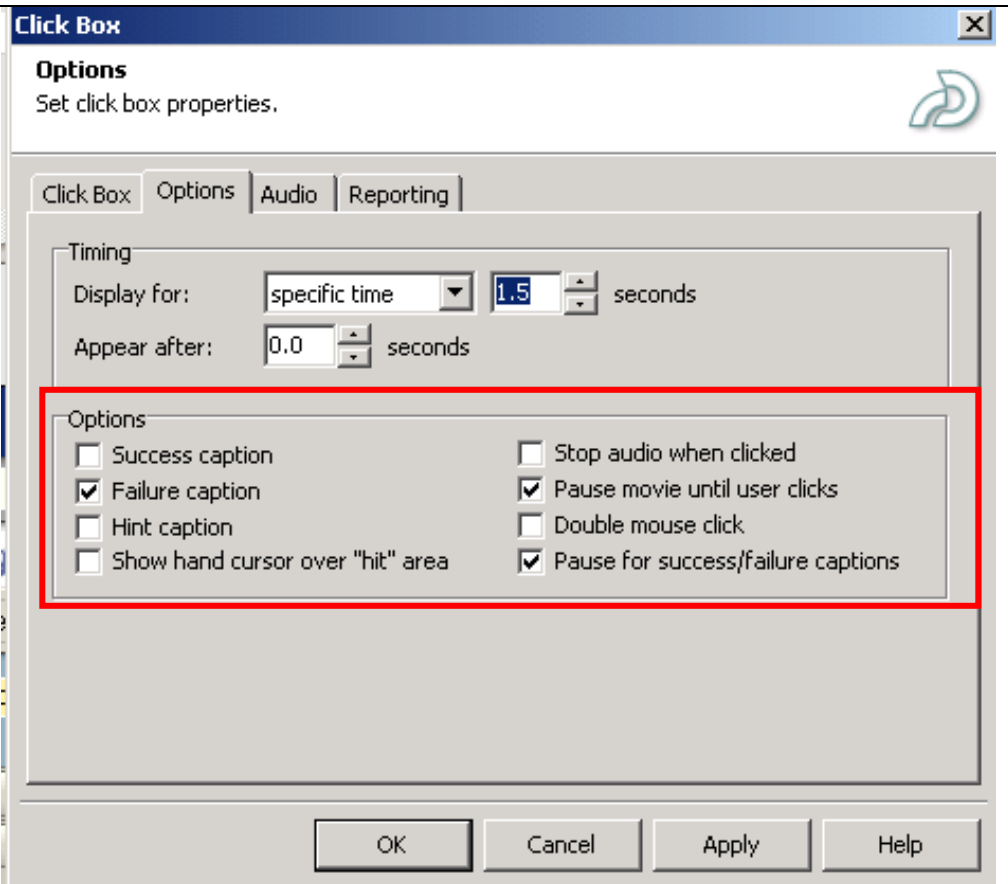 Click Box
Options
Set click box properties.
Click Box Options Audio Reporting
Timing
Display for: specific time 1.5 seconds
Appear after: 0.0 seconds
Options
Success caption
Failure caption
Hint caption
Show hand cursor over "hit" area
Stop audio when clicked
Pause movie until user clicks
Double mouse click
Pause for success/failure captions
OK Cancel Apply Help